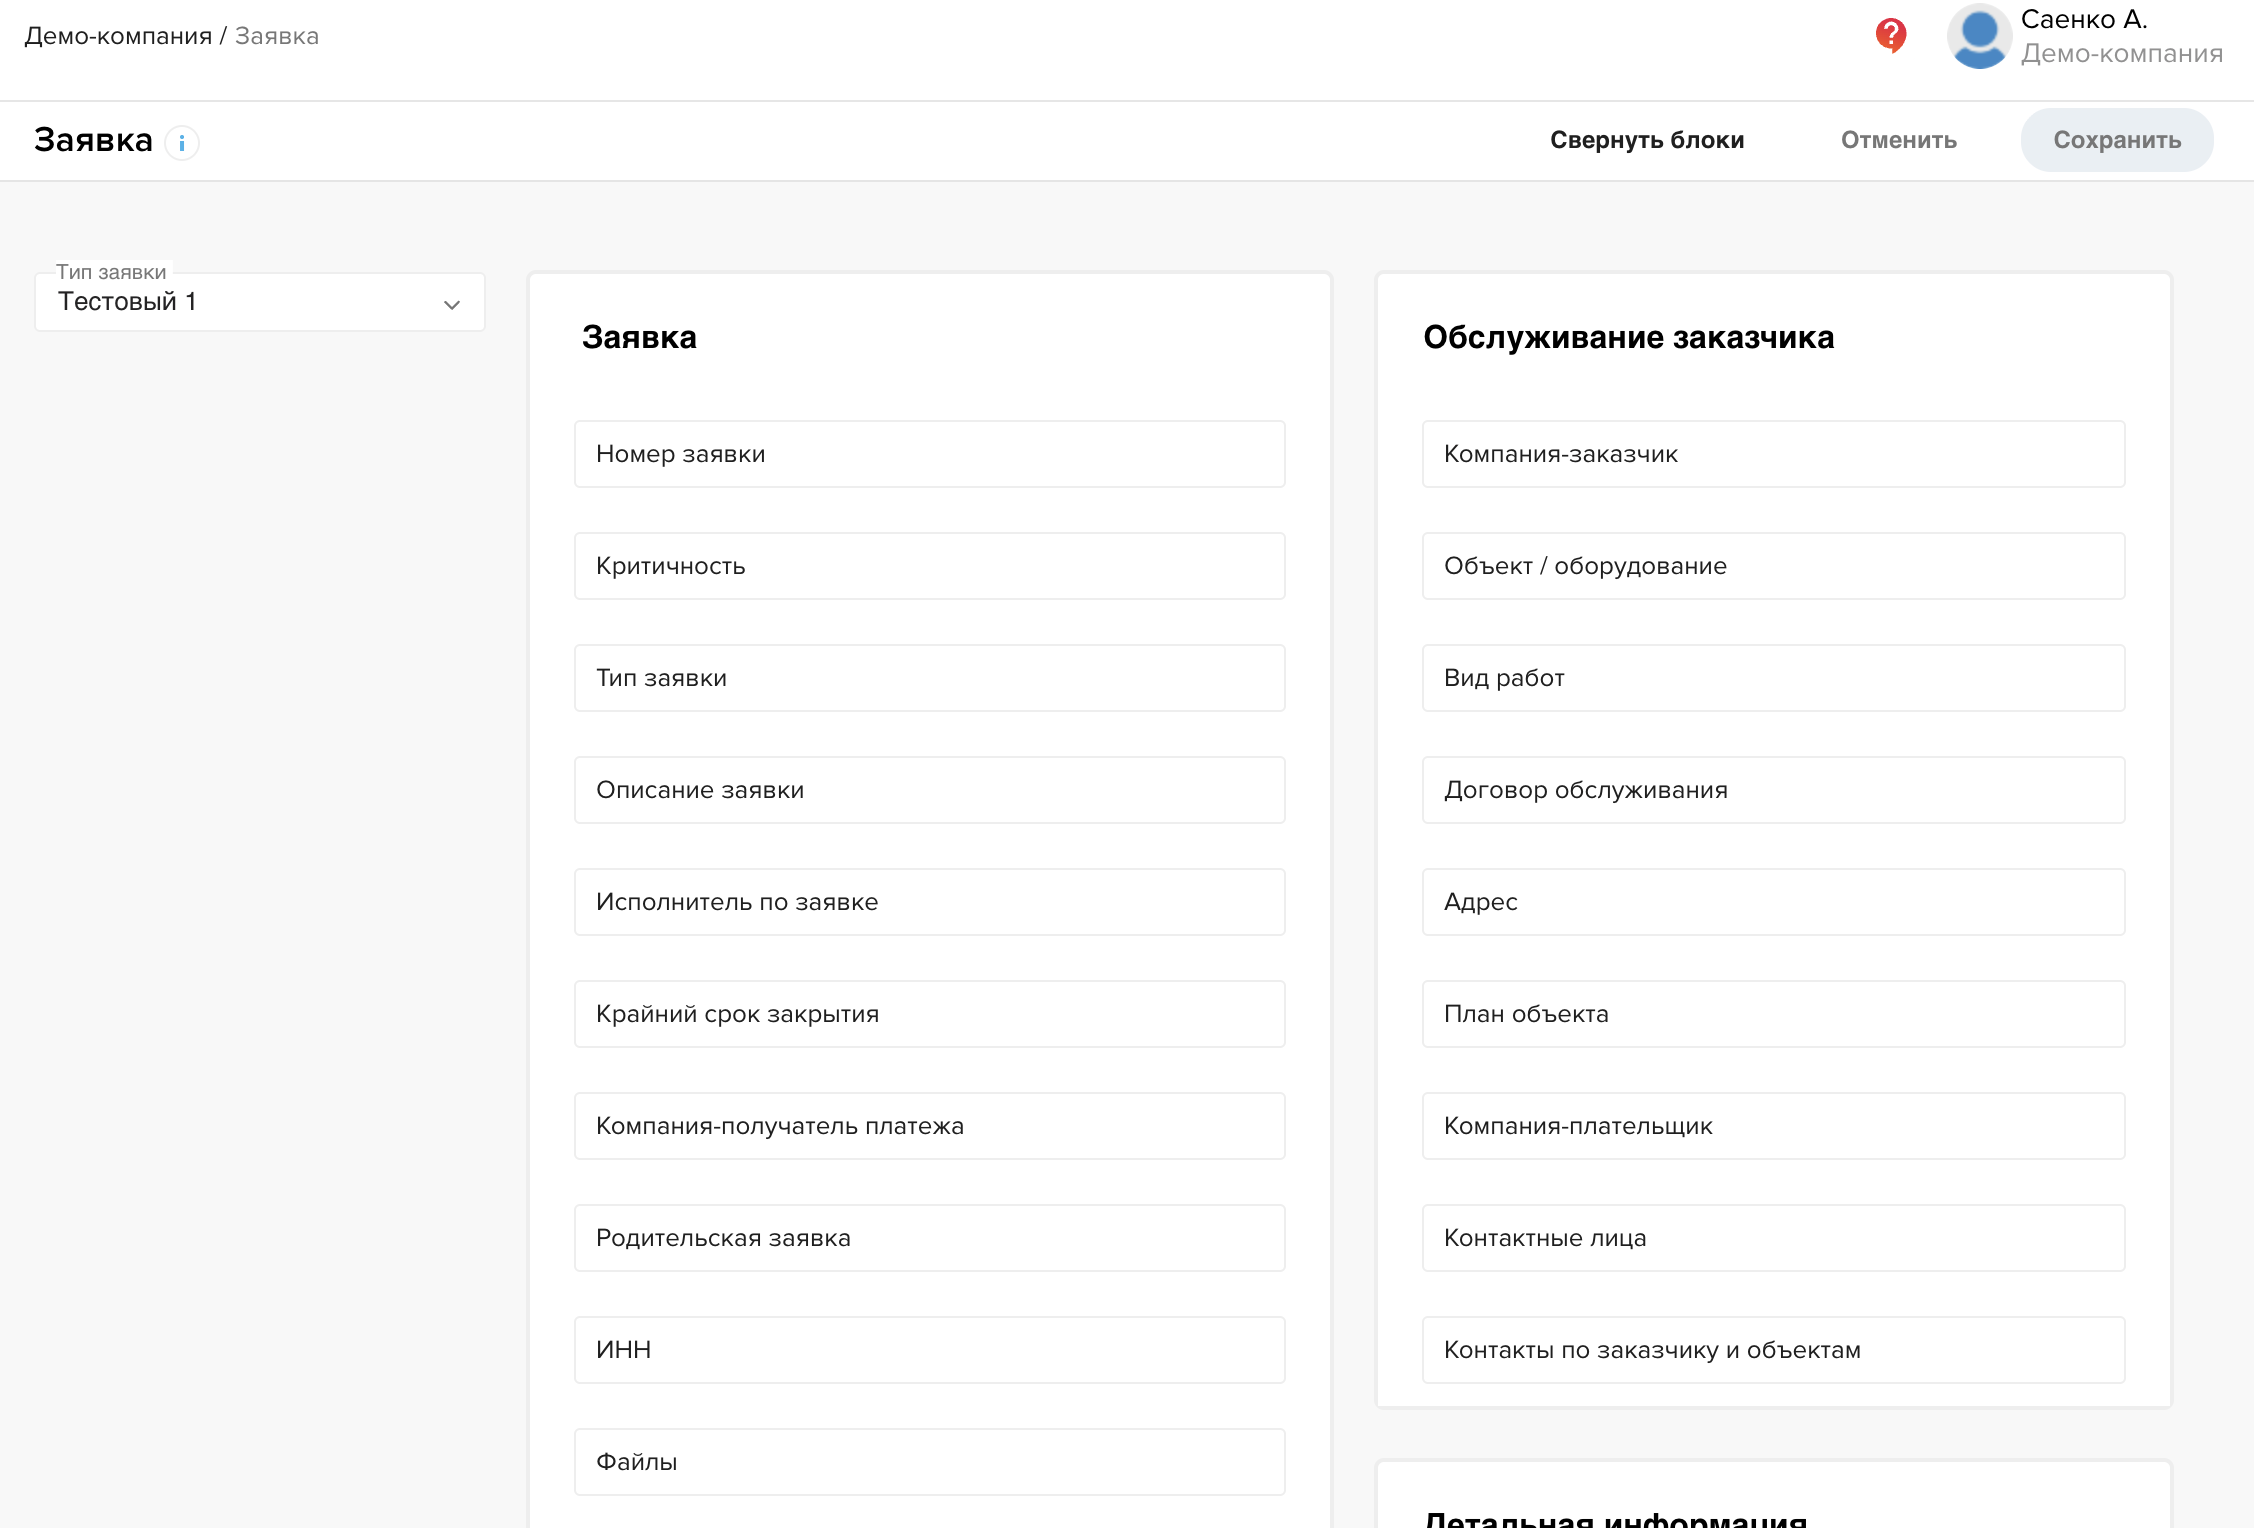 Демо-компания / Заявка
?
Саенко А.
Демо-компания
Заявка
i
Свернуть блоки
Отменить
Сохранить
Тип заявки
Тестовый 1
Заявка
Номер заявки
Критичность
Тип заявки
Описание заявки
Исполнитель по заявке
Крайний срок закрытия
Компания-получатель платежа
Родительская заявка
ИНН
Файлы
Обслуживание заказчика
Компания-заказчик
Объект / оборудование
Вид работ
Договор обслуживания
Адрес
План объекта
Компания-плательщик
Контактные лица
Контакты по заказчику и объектам
Детальная информация